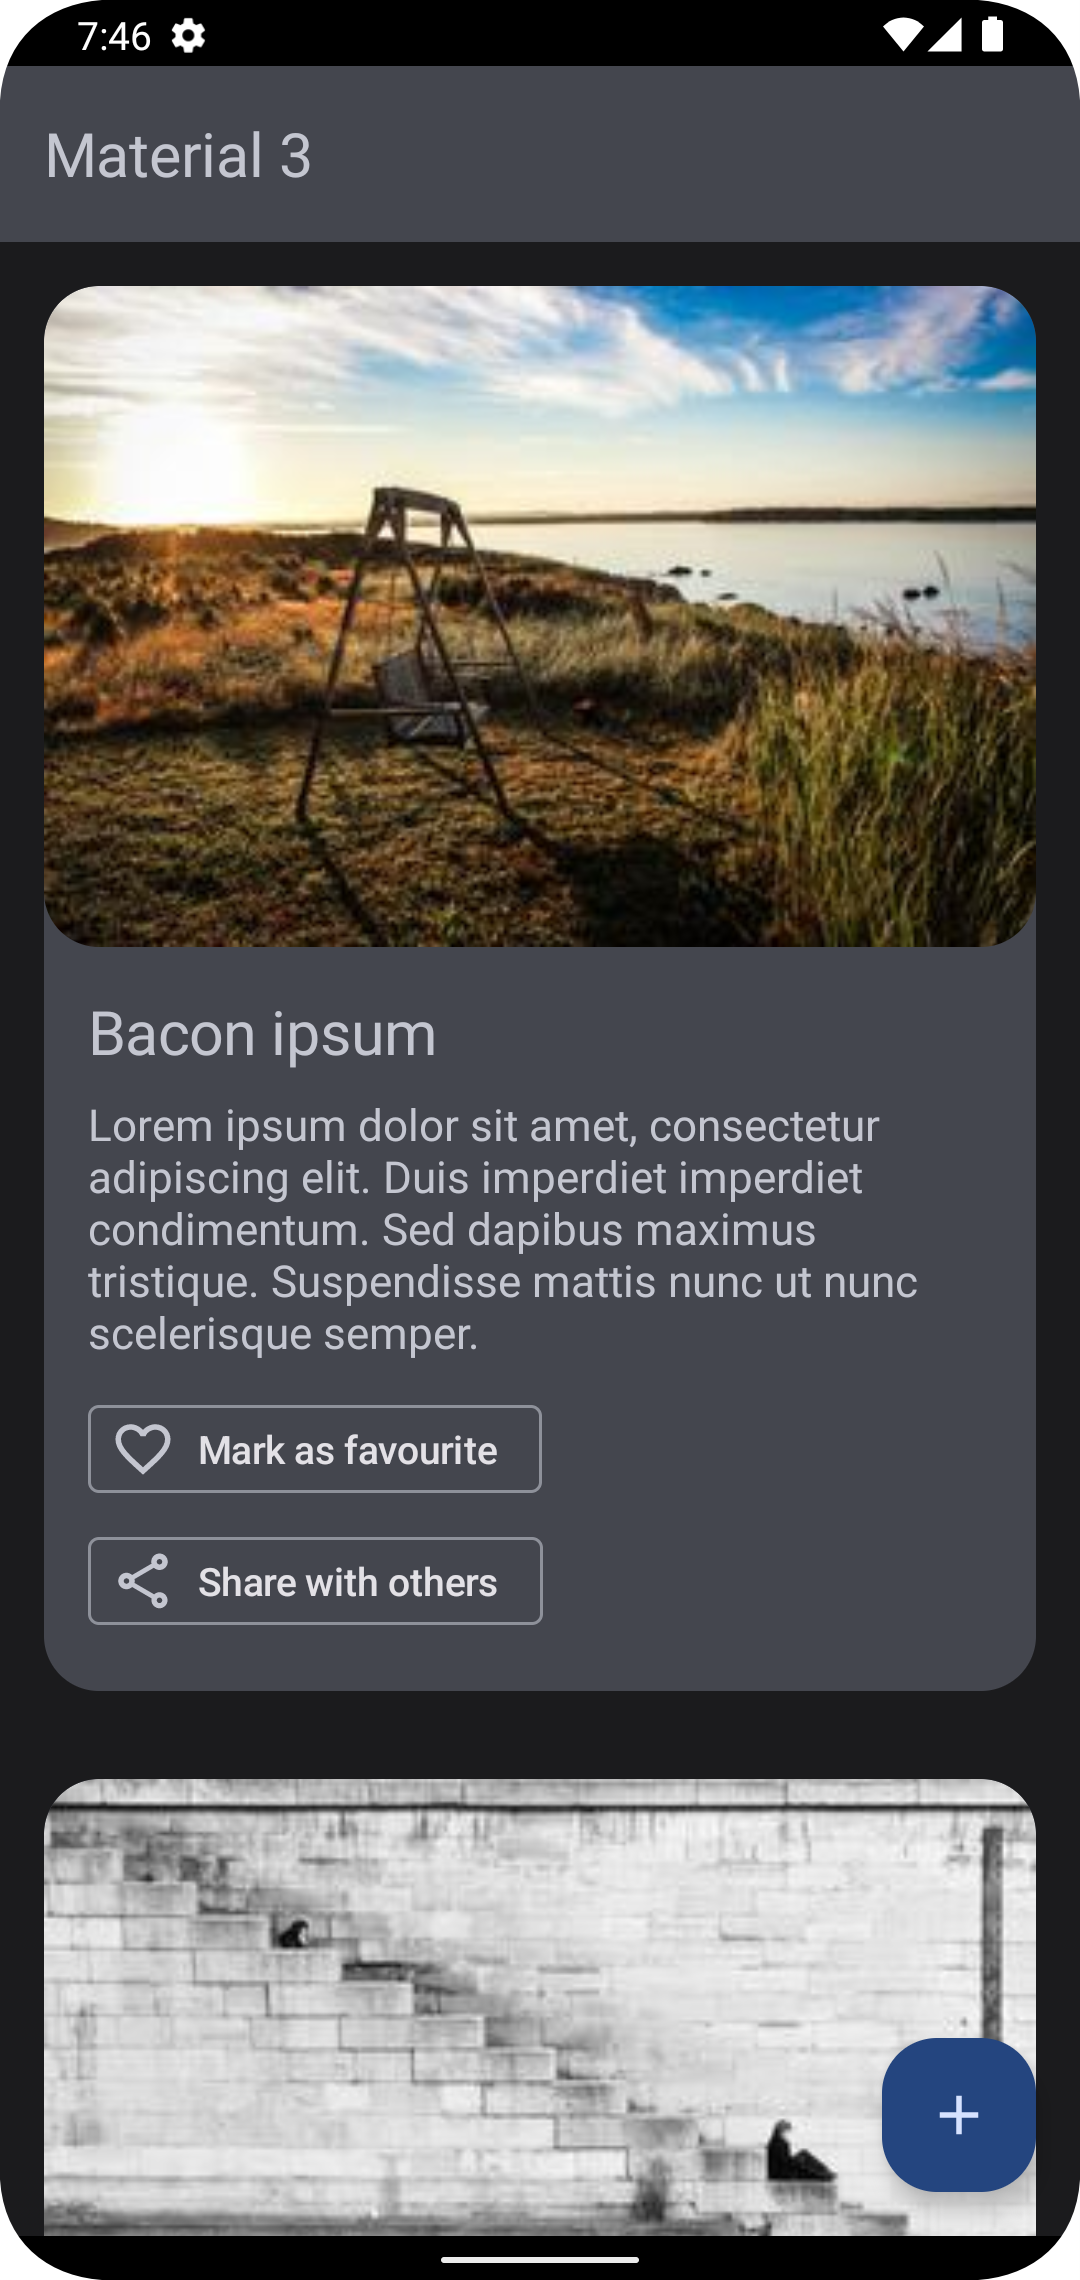 7:46
Material 3
Bacon ipsum
Lorem ipsum dolor sit amet, consectetur
adipiscing elit. Duis imperdiet imperdiet
condimentum. Sed dapibus maximus
tristique. Suspendisse mattis nunc ut nunc
scelerisque semper.
Mark as favourite
Share with others